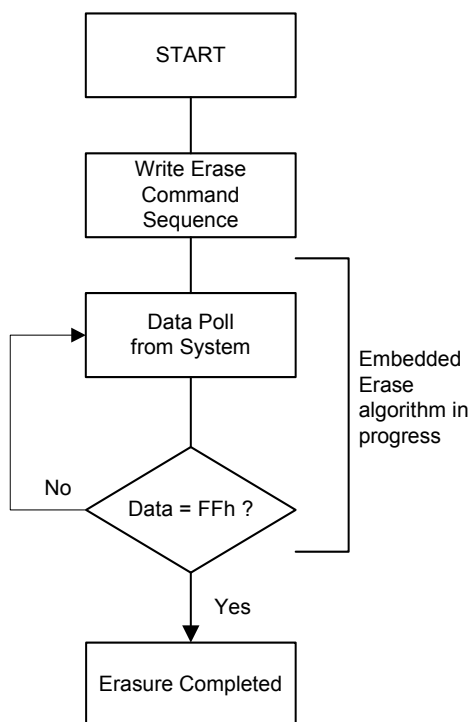 START
Write Erase
Command
Sequence
Data Poll
from System
Embedded
Erase
algorithm in
progress
No
Data = FFh ?
Yes
Erasure Completed